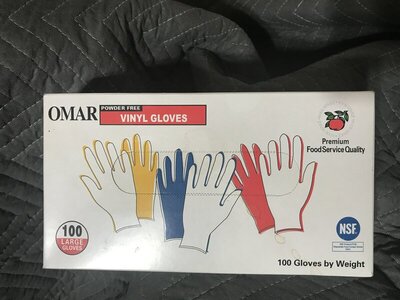 OMAR
POWDER FREE
VINYL GLOVES
Premium
FoodService Quality
100
LARGE
GLOVES
NSF
100 Gloves by Weight